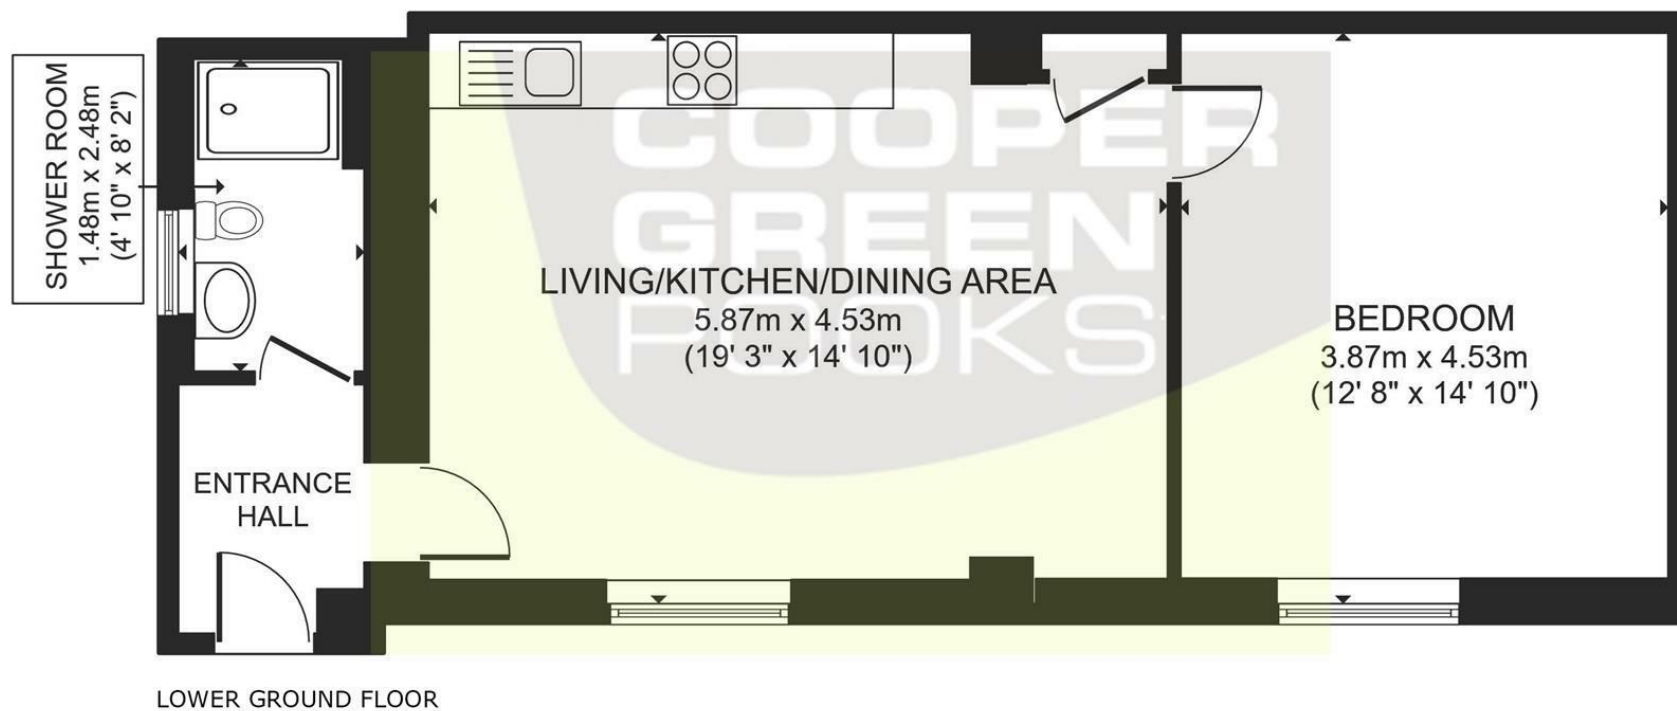 SHOWER ROOM
1.48m x 2.48m
(4' 10" x 8' 2")
COOPER
GREEN
POOKS
LIVING/KITCHEN/DINING AREA
5.87m x 4.53m
(19' 3" x 14' 10")
BEDROOM
3.87m x 4.53m
(12' 8" x 14' 10")
ENTRANCE
HALL
LOWER GROUND FLOOR